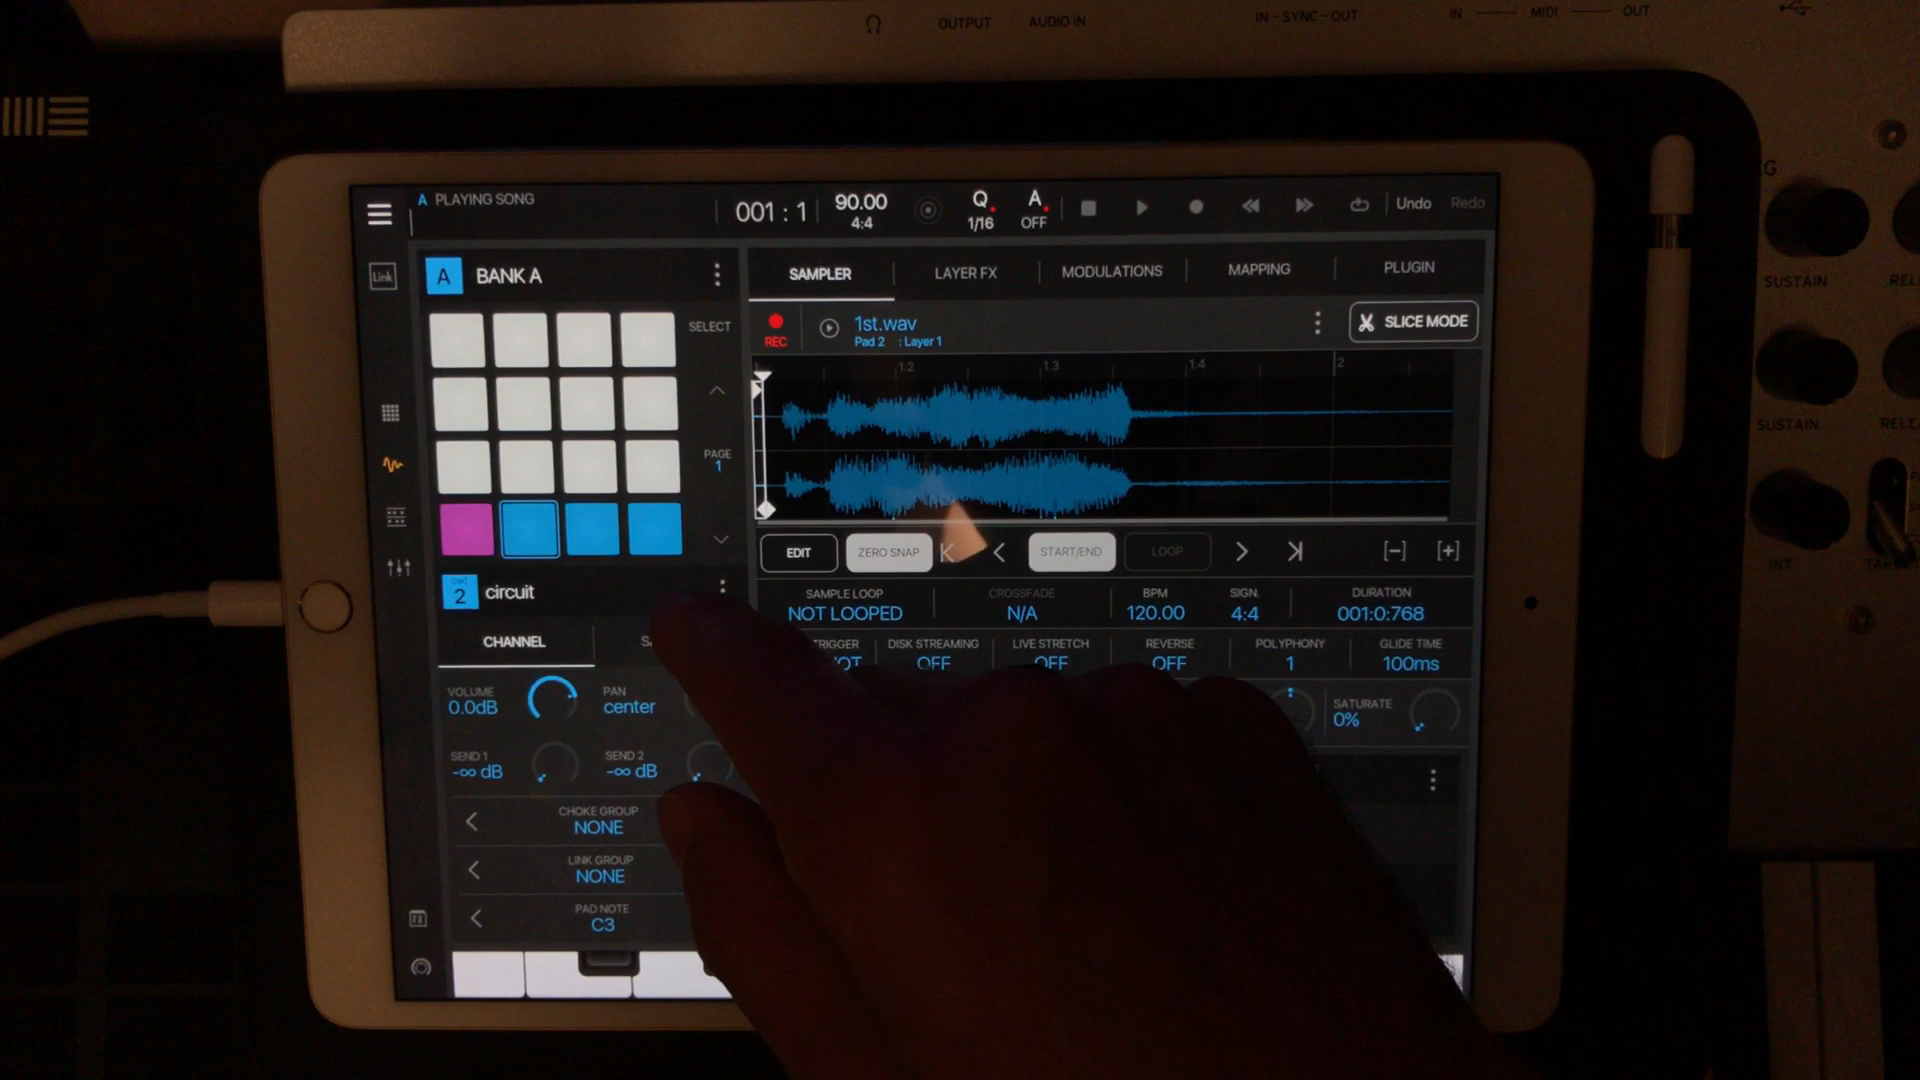 OUTPUT
AUDIO IN
IN-SYNC-OUT
IN
MIDI
OUT
A PLAYING SONG
001 : 1
90.00
4:4
Q
1/16
A
OFF
Undo
Redo
Link
A
BANK A
SELECT
PAGE
1
SAMPLER
LAYER FX
MODULATIONS
MAPPING
PLUGIN
REC
1st.wav
Pad 2 : Layer 1
SLICE MODE
1.2
1.3
1.4
2
EDIT
ZERO SNAP
START/END
LOOP
[-]
[+]
2
circuit
SAMPLE LOOP
NOT LOOPED
CROSSFADE
N/A
BPM
120.00
SIGN.
4:4
DURATION
001:0:768
CHANNEL
TRIGGER
DISK STREAMING
OFF
LIVE STRETCH
OFF
REVERSE
OFF
POLYPHONY
1
GLIDE TIME
100ms
VOLUME
0.0dB
PAN
center
SATURATE
0%
SEND 1
-∞ dB
SEND 2
-∞ dB
CHOKE GROUP
NONE
LINK GROUP
NONE
PAD NOTE
C3
FX
SUSTAIN
SUSTAIN
INT